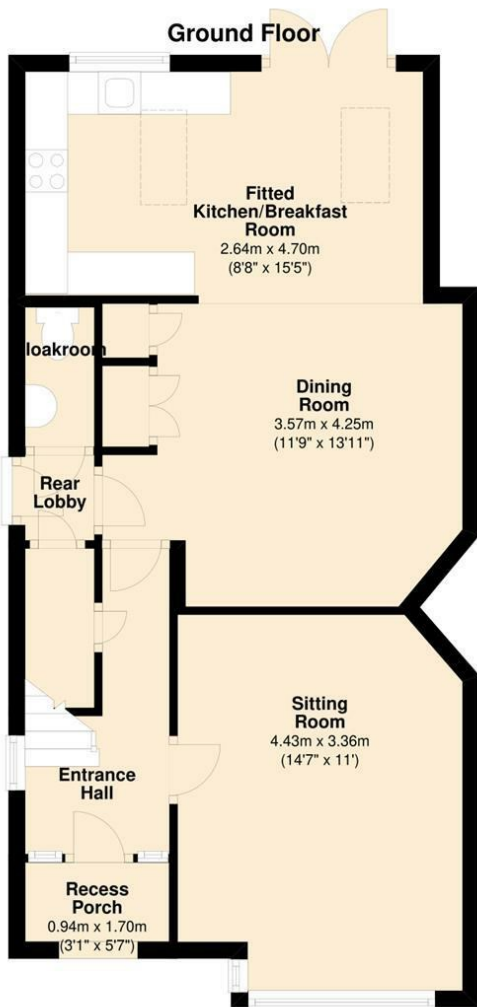 Ground Floor
Fitted
Kitchen/Breakfast
Room
2.64m x 4.70m
(8'8" x 15'5")
loakroom
Dining
Room
3.57m x 4.25m
(11'9" x 13'11")
Rear
Lobby
Sitting
Room
4.43m x 3.36m
(14'7" x 11')
Entrance
Hall
Recess
Porch
0.94m x 1.70m
(3'1" x 5'7")